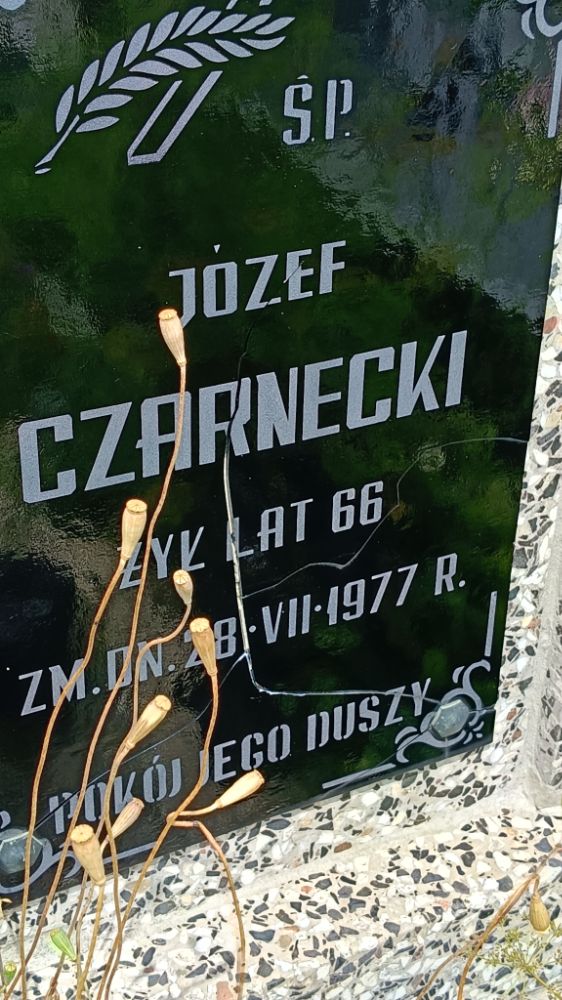 Ś.P.
JÓZEF
CZARNECKI
ŻYŁ LAT 66
ZM. DN. 28·VII·1977 R.
POKÓJ JEGO DUSZY